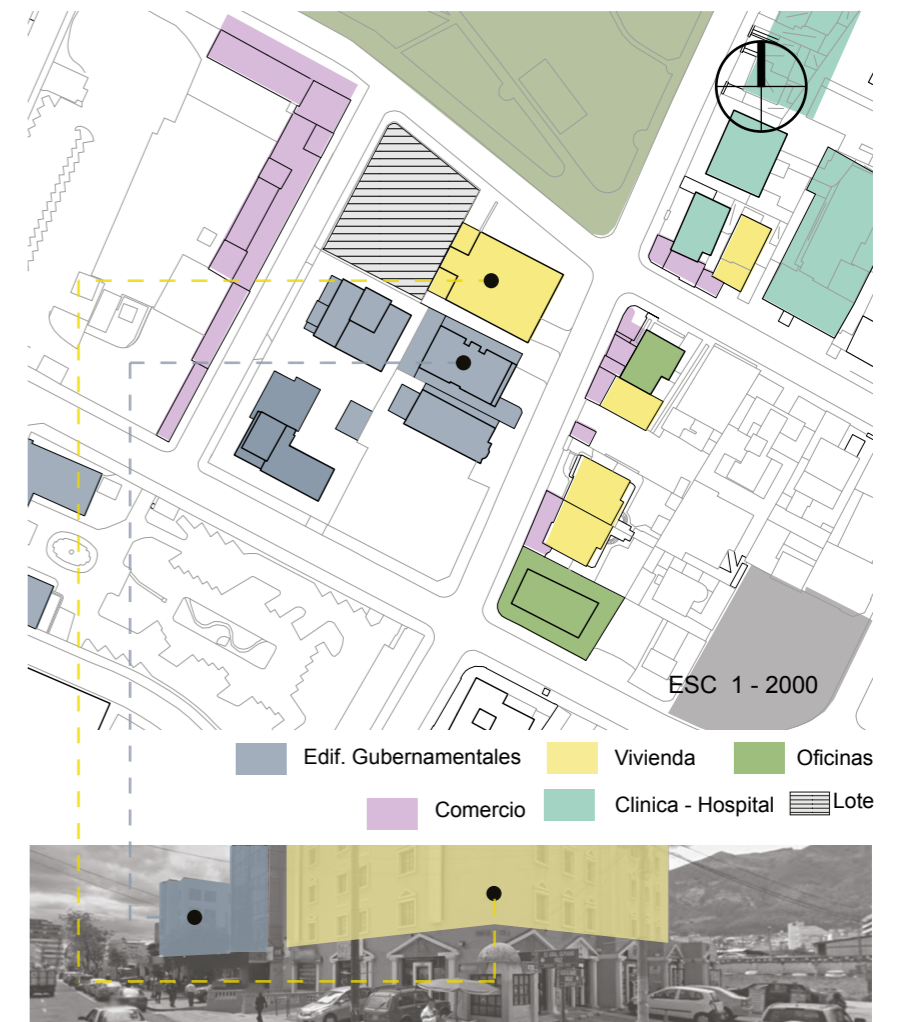 ESC 1 - 2000
Edif. Gubernamentales
Vivienda
Oficinas
Comercio
Clinica - Hospital
Lote